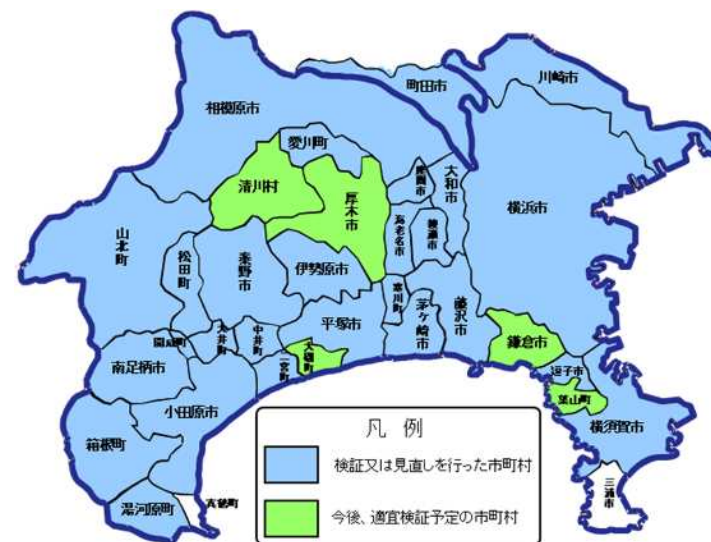 川崎市
町田市
相模原市
愛川町
清川村
厚木市
座間市
大和市
横浜市
海老名市
綾瀬市
山北町
松田町
秦野市
伊勢原市
寒川町
茅ケ崎市
藤沢市
平塚市
開成町
大井町
中井町
二宮町
大磯町
鎌倉市
逗子市
葉山町
横須賀市
南足柄市
小田原市
箱根町
湯河原町
真鶴町
三浦市
凡 例
検証又は見直しを行った市町村
今後、適宜検証予定の市町村